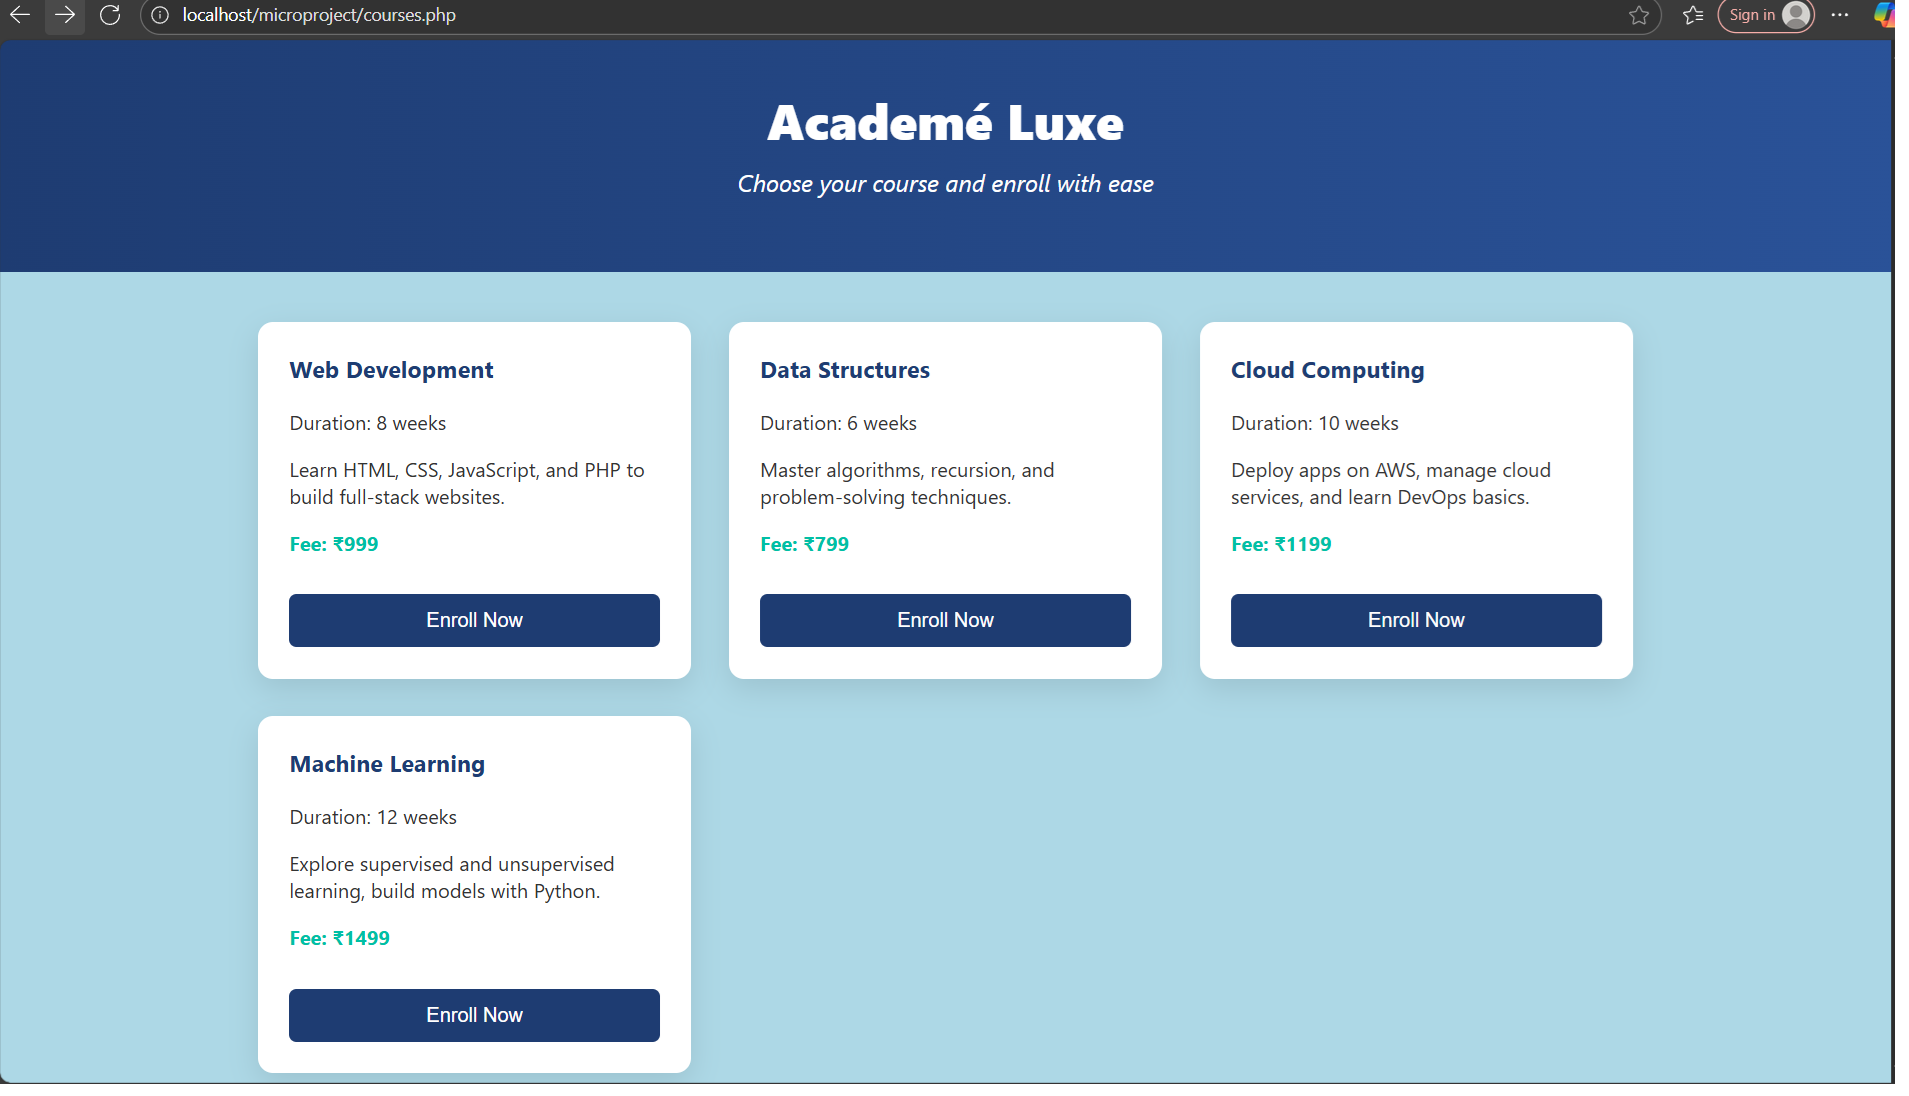 localhost/microproject/courses.php
Sign in
Academé Luxe
Choose your course and enroll with ease
Web Development
Duration: 8 weeks
Learn HTML, CSS, JavaScript, and PHP to
build full-stack websites.
Fee: ₹999
Enroll Now
Data Structures
Duration: 6 weeks
Master algorithms, recursion, and
problem-solving techniques.
Fee: ₹799
Enroll Now
Cloud Computing
Duration: 10 weeks
Deploy apps on AWS, manage cloud
services, and learn DevOps basics.
Fee: ₹1199
Enroll Now
Machine Learning
Duration: 12 weeks
Explore supervised and unsupervised
learning, build models with Python.
Fee: ₹1499
Enroll Now